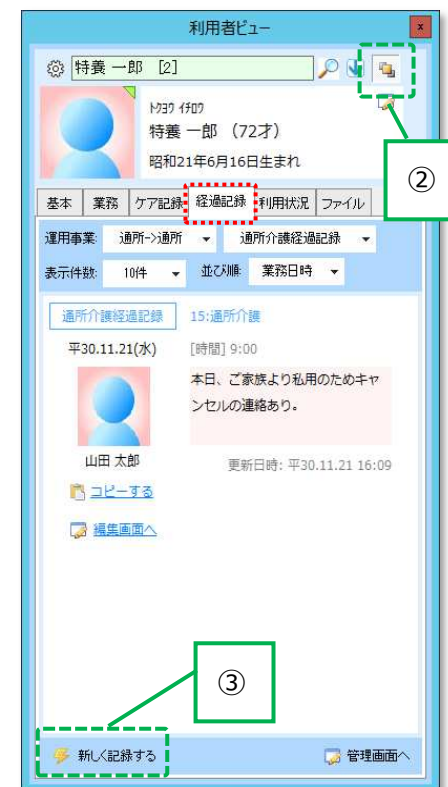 利用者ビュー
x
特養 一郎 [2]
ﾄｸﾖｳ ｲﾁﾛｳ
特養 一郎 (72才)
昭和21年6月16日生まれ
②
基本 業務 ケア記録 経過記録 利用状況 ファイル
運用事業: 通所->通所 通所介護経過記録
表示件数: 10件 並び順: 業務日時
通所介護経過記録 15:通所介護
平30.11.21(水) [時間] 9:00
本日、ご家族より私用のためキャ
ンセルの連絡あり。
山田 太郎 更新日時: 平30.11.21 16:09
コピーする
編集画面へ
③
新しく記録する 管理画面へ